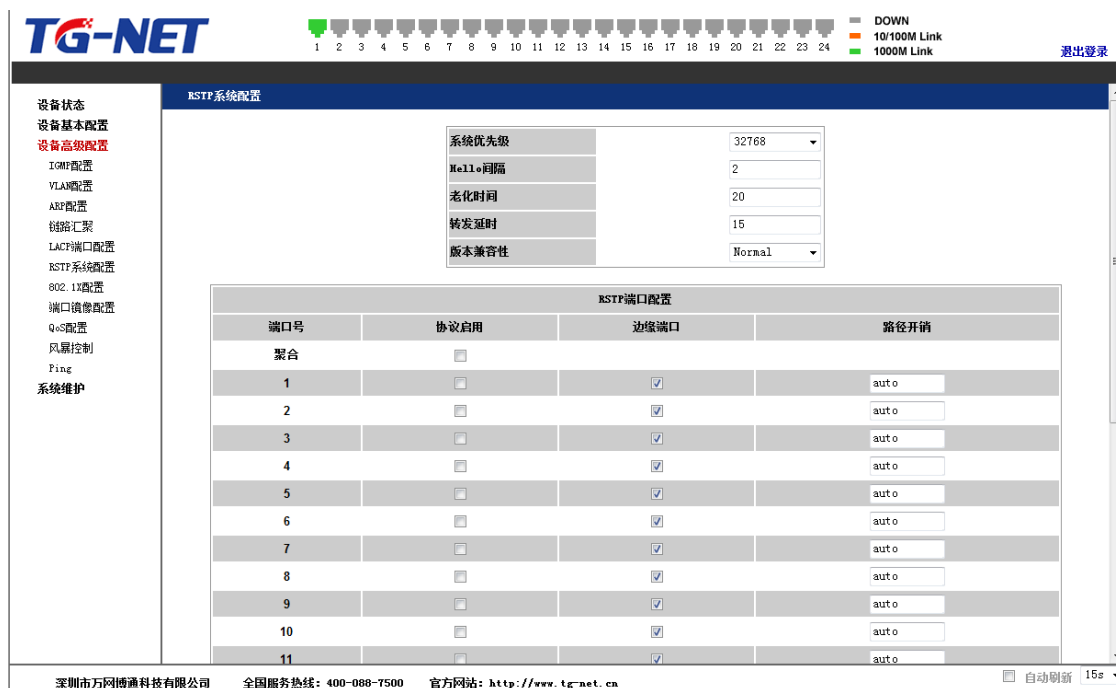 TG-NET
1 2 3 4 5 6 7 8 9 10 11 12 13 14 15 16 17 18 19 20 21 22 23 24
DOWN
10/100M Link
1000M Link
退出登录
设备状态
设备基本配置
设备高级配置
IGMP配置
VLAN配置
ARP配置
链路汇聚
LACP端口配置
RSTP系统配置
802.1X配置
端口镜像配置
QoS配置
风暴控制
Ping
系统维护
RSTP系统配置
系统优先级 32768
Hello间隔 2
老化时间 20
转发延时 15
版本兼容性 Normal
RSTP端口配置
端口号 协议启用 边缘端口 路径开销
聚合
1 auto
2 auto
3 auto
4 auto
5 auto
6 auto
7 auto
8 auto
9 auto
10 auto
11 auto
自动刷新 15s
深圳市万网博通科技有限公司 全国服务热线: 400-088-7500 官方网站: http://www.tg-net.cn